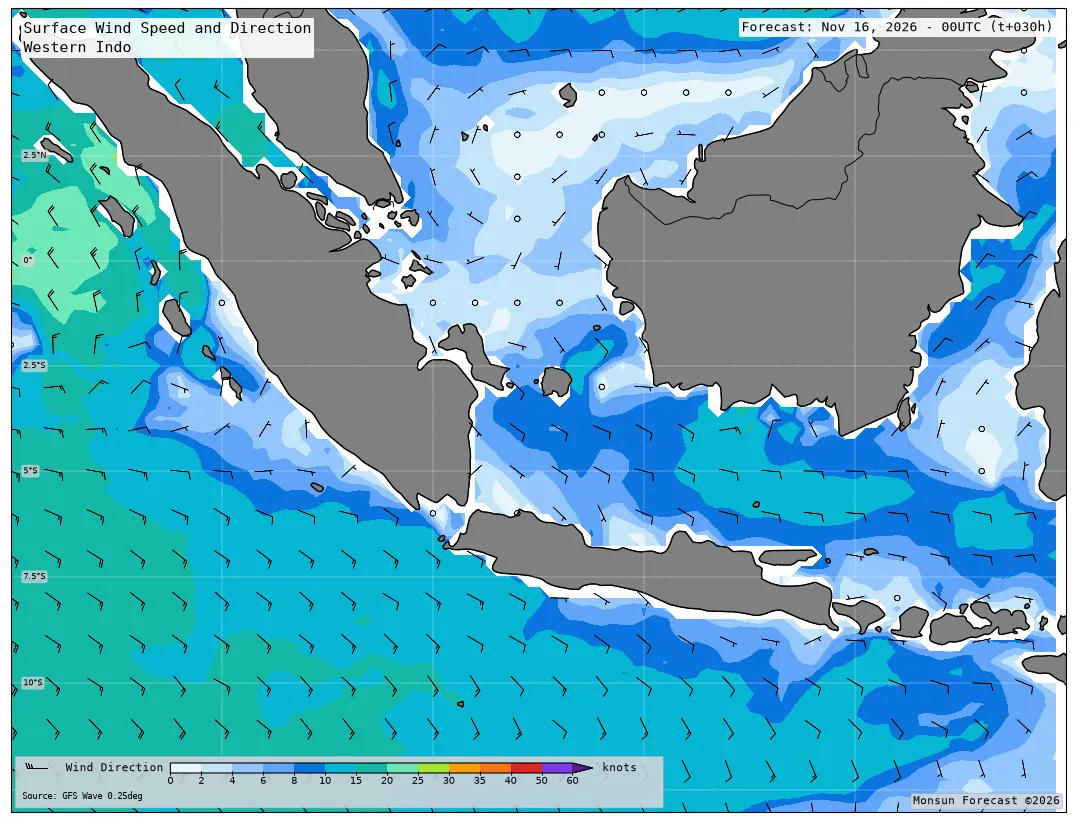 Surface Wind Speed and Direction
Western Indo
Forecast: Nov 16, 2026 - 00UTC (t+030h)
2.5°N
0°
2.5°S
5°S
7.5°S
10°S
Wind Direction
0 2 4 6 8 10 15 20 25 30 35 40 50 60
knots
Source: GFS Wave 0.25deg
Monsun Forecast ©2026